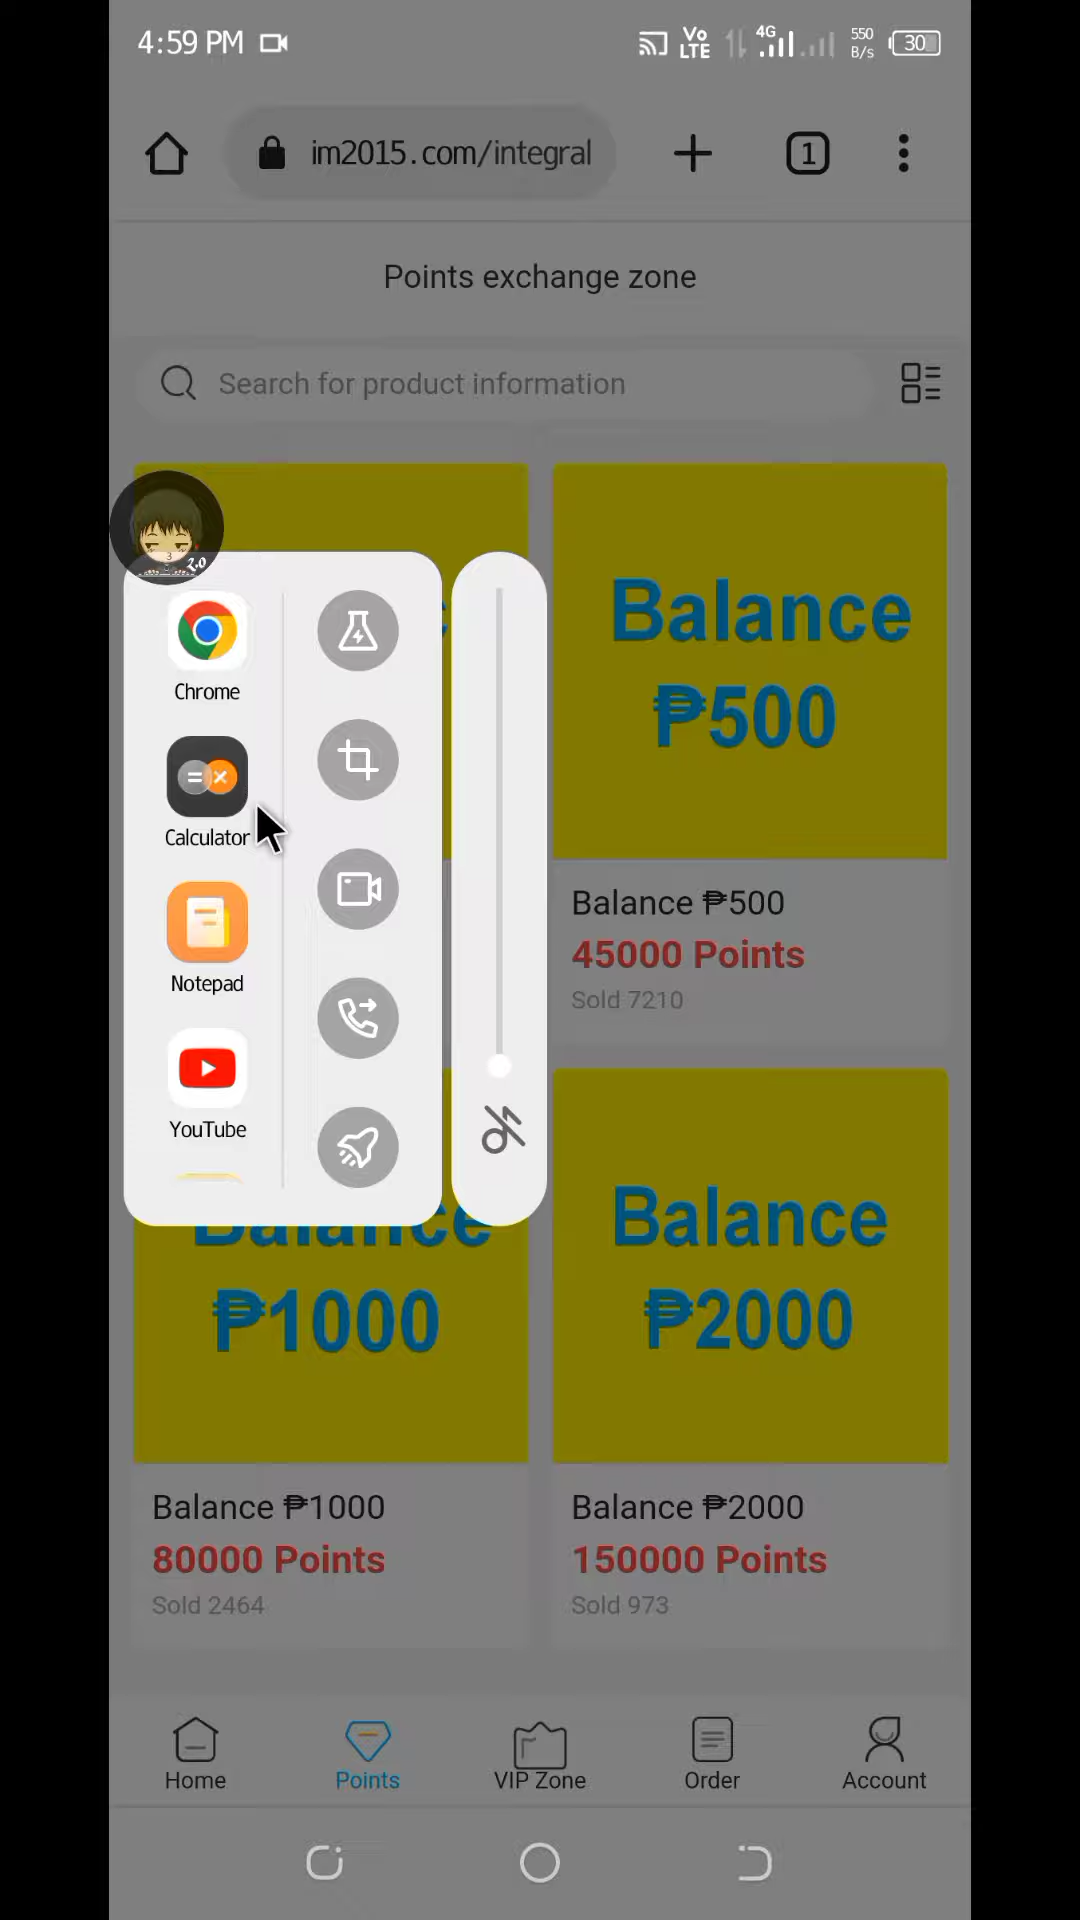 4:59 PM
Vo
LTE
4G
550
B/s
30
im2015.com/integral
1
Points exchange zone
Search for product information
2.0
Chrome
Calculator
Notepad
YouTube
Balance
₱500
Balance ₱500
45000 Points
Sold 7210
Balance
₱1000
Balance ₱1000
80000 Points
Sold 2464
Balance
₱2000
Balance ₱2000
150000 Points
Sold 973
Home
Points
VIP Zone
Order
Account